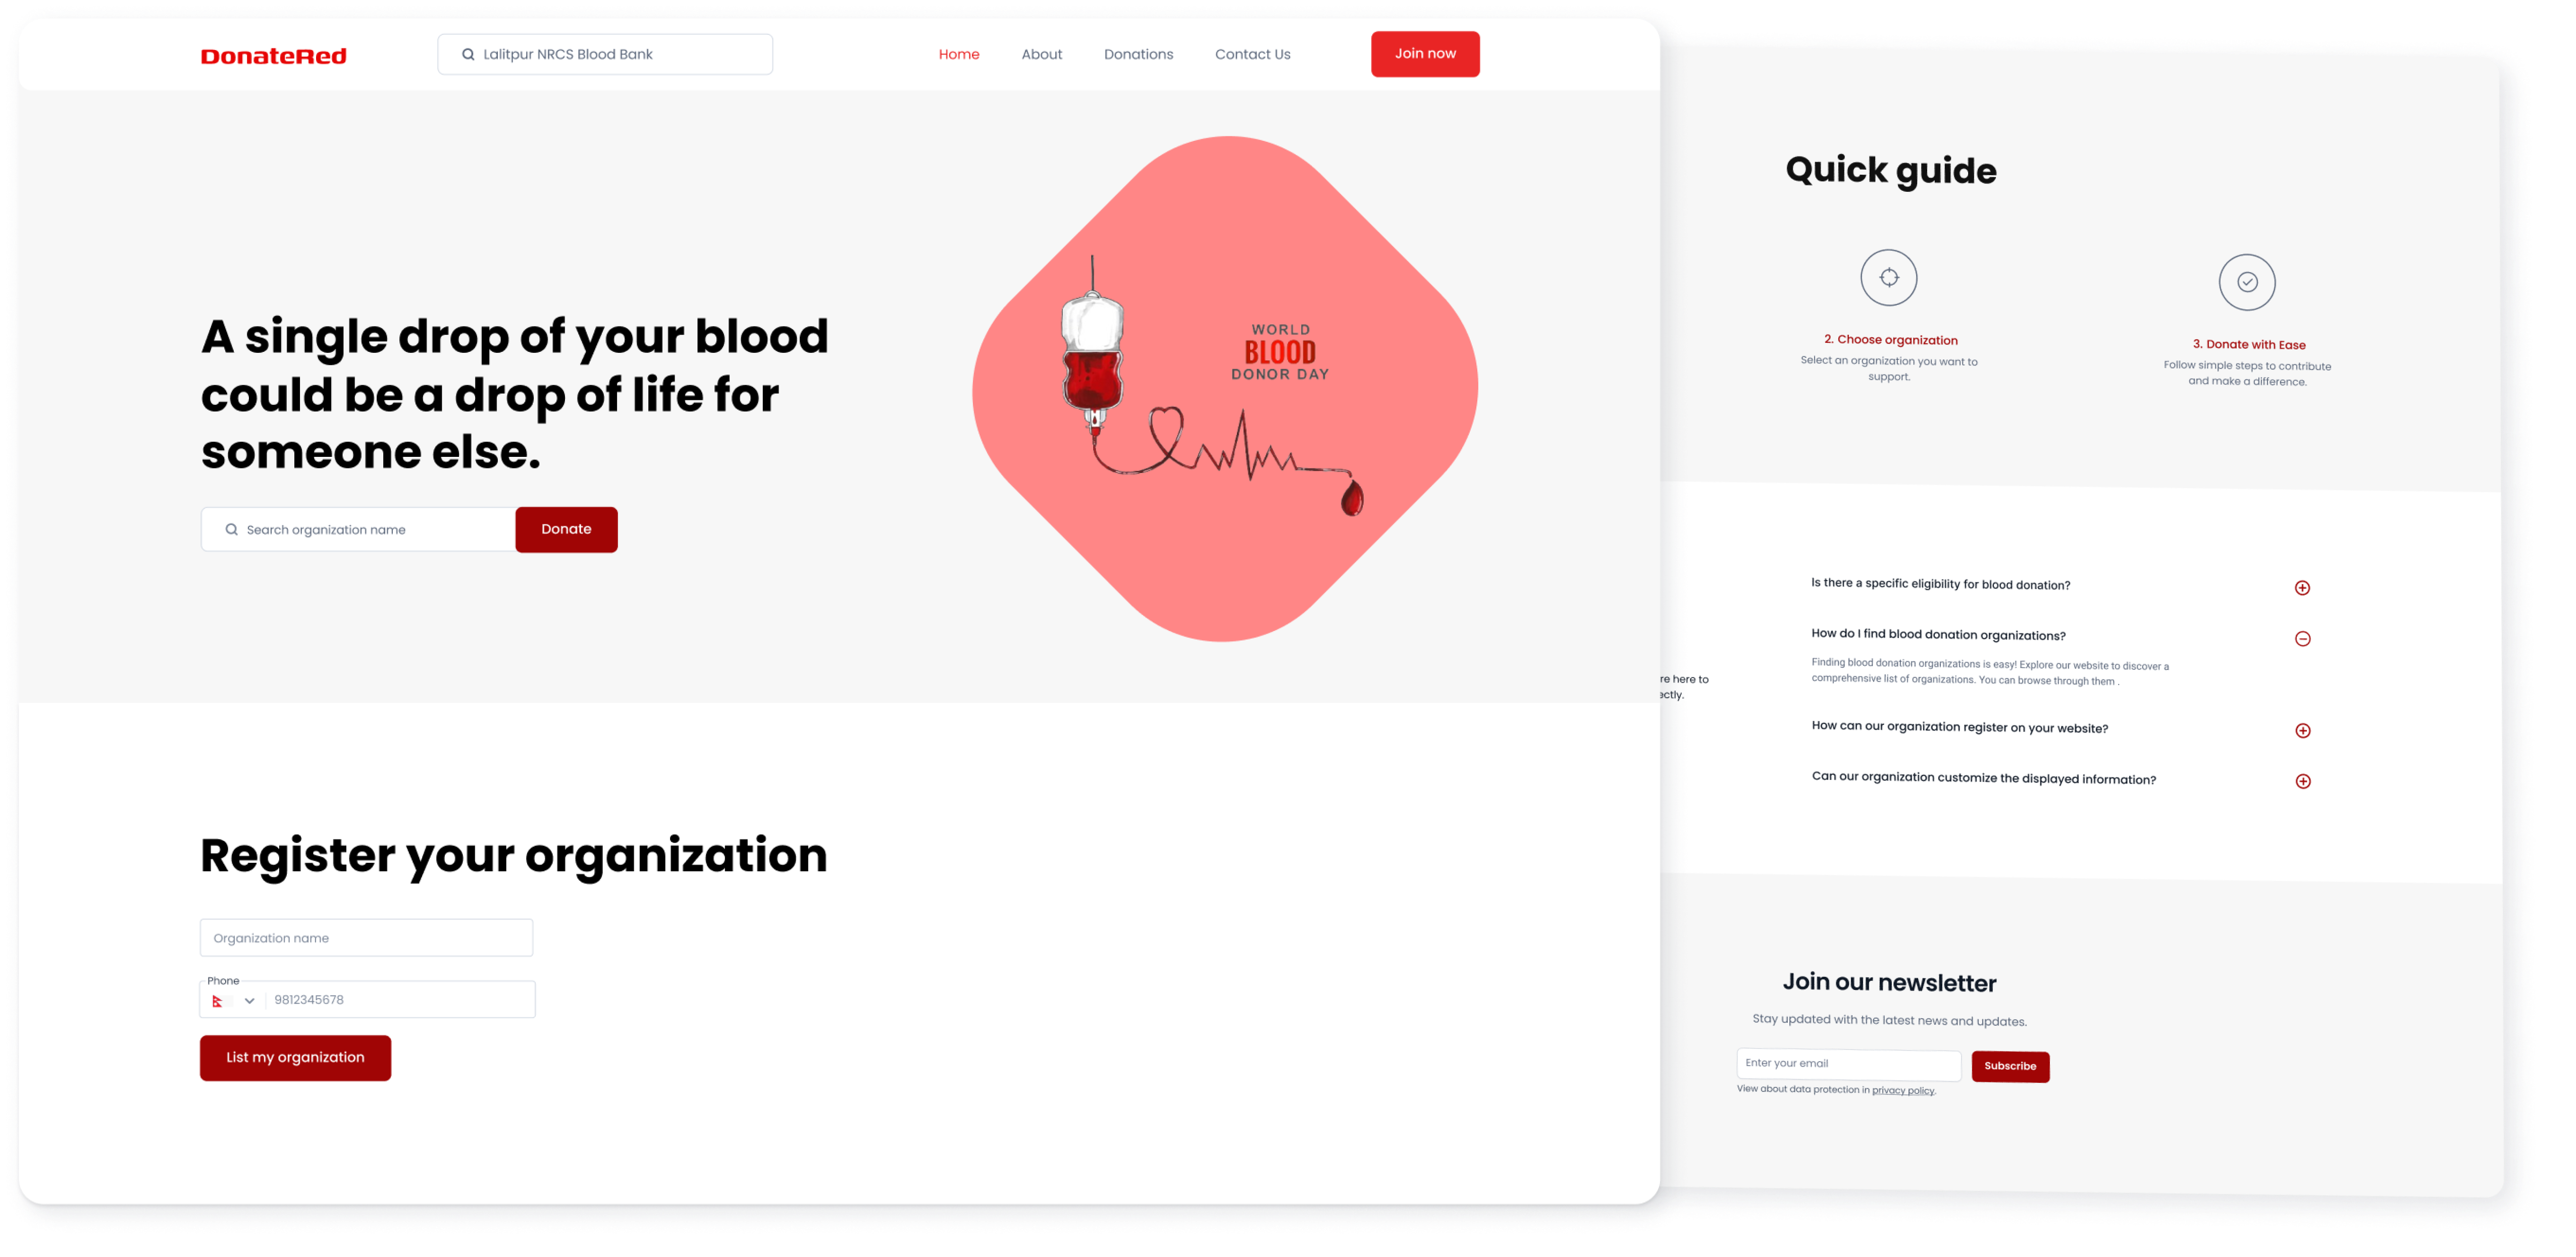 DonateRed
Lalitpur NRCS Blood Bank
Home
About
Donations
Contact Us
Join now
A single drop of your blood
could be a drop of life for
someone else.
Search organization name
Donate
WORLD
BLOOD
DONOR DAY
Register your organization
Organization name
Phone
9812345678
List my organization
Quick guide
2. Choose organization
Select an organization you want to
support.
3. Donate with Ease
Follow simple steps to contribute
and make a difference.
re here to
ectly.
Is there a specific eligibility for blood donation?
How do I find blood donation organizations?
Finding blood donation organizations is easy! Explore our website to discover a
comprehensive list of organizations. You can browse through them .
How can our organization register on your website?
Can our organization customize the displayed information?
Join our newsletter
Stay updated with the latest news and updates.
Enter your email
Subscribe
View about data protection in privacy policy.